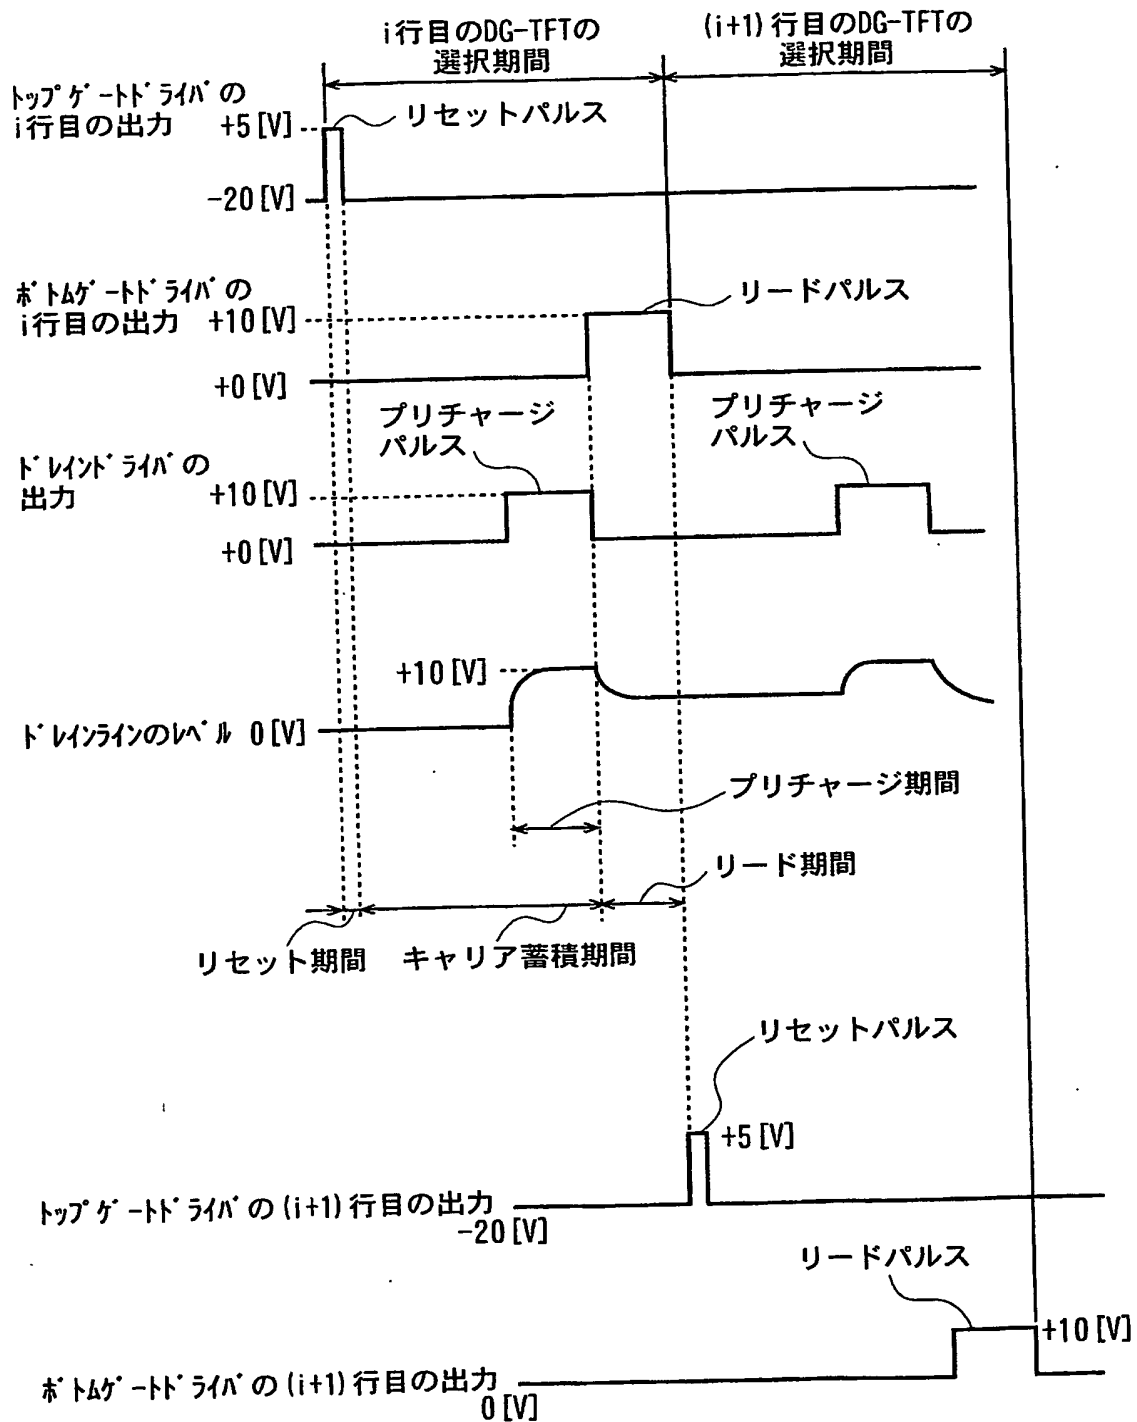 i行目のDG-TFTの
選択期間
(i+1)行目のDG-TFTの
選択期間
トップゲートドライバの
i行目の出力 +5[V]
リセットパルス
-20[V]
ボトムゲートドライバの
i行目の出力 +10[V]
リードパルス
+0[V]
プリチャージ
パルス
プリチャージ
パルス
ドレインドライバの
出力 +10[V]
+0[V]
+10[V]
ドレインラインのレベル 0[V]
プリチャージ期間
リード期間
リセット期間
キャリア蓄積期間
リセットパルス
+5[V]
トップゲートドライバの(i+1)行目の出力
-20[V]
リードパルス
+10[V]
ボトムゲートドライバの(i+1)行目の出力
0[V]